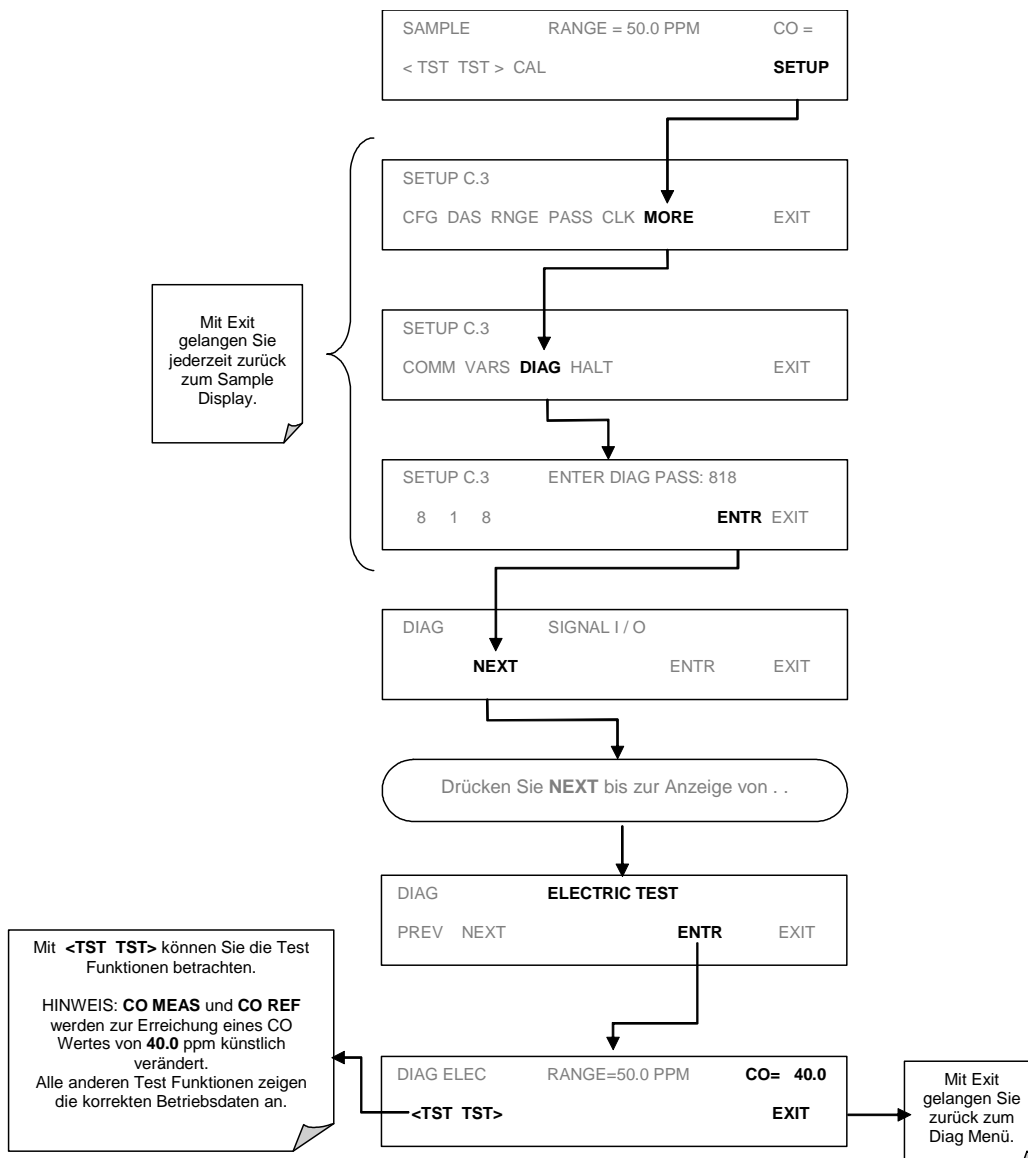 SAMPLE RANGE = 50.0 PPM CO =
< TST TST > CAL SETUP
SETUP C.3
CFG DAS RNGE PASS CLK MORE EXIT
Mit Exit
gelangen Sie
jederzeit zurück
zum Sample
Display.
SETUP C.3
COMM VARS DIAG HALT EXIT
SETUP C.3 ENTER DIAG PASS: 818
8 1 8 ENTR EXIT
DIAG SIGNAL I / O
NEXT ENTR EXIT
Drücken Sie NEXT bis zur Anzeige von . .
DIAG ELECTRIC TEST
PREV NEXT ENTR EXIT
Mit <TST TST> können Sie die Test
Funktionen betrachten.
HINWEIS: CO MEAS und CO REF
werden zur Erreichung eines CO
Wertes von 40.0 ppm künstlich
verändert.
Alle anderen Test Funktionen zeigen
die korrekten Betriebsdaten an.
DIAG ELEC RANGE=50.0 PPM CO= 40.0
<TST TST> EXIT
Mit Exit
gelangen Sie
zurück zum
Diag Menü.